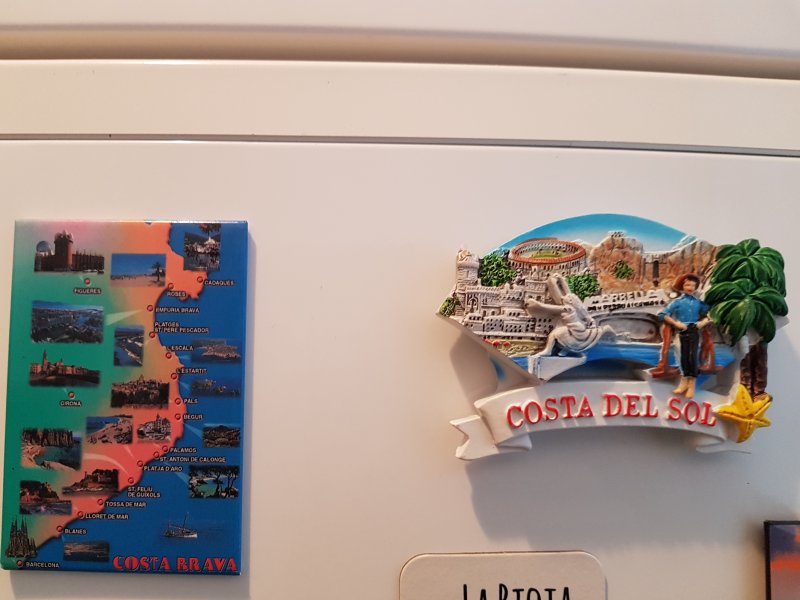 CADAQUÉS
FIGUERES
ROSES
EMPURIA BRAVA
PLATGES
ST. PERE PESCADOR
L'ESCALA
L'ESTARTIT
GIRONA
PALS
BEGUR
PALAMOS
ST. ANTONI DE CALONGE
PLATJA D'ARO
ST. FELIU
DE GUIXOLS
TOSSA DE MAR
LLORET DE MAR
BLANES
BARCELONA
COSTA BRAVA
MARBELLA
COSTA DEL SOL
LA RIOJA